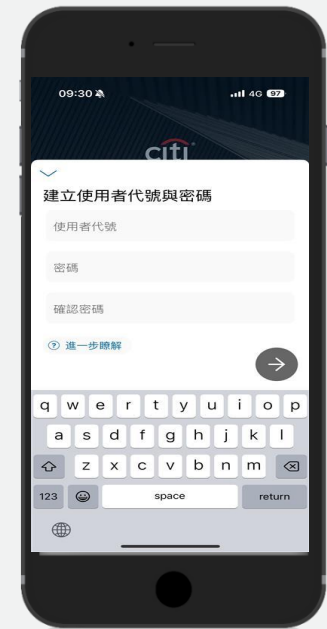 09:30 4G 97
citi
建立使用者代號與密碼
使用者代號
密碼
確認密碼
? 進一步瞭解
q w e r t y u i o p
a s d f g h j k l
z x c v b n m
123 space return